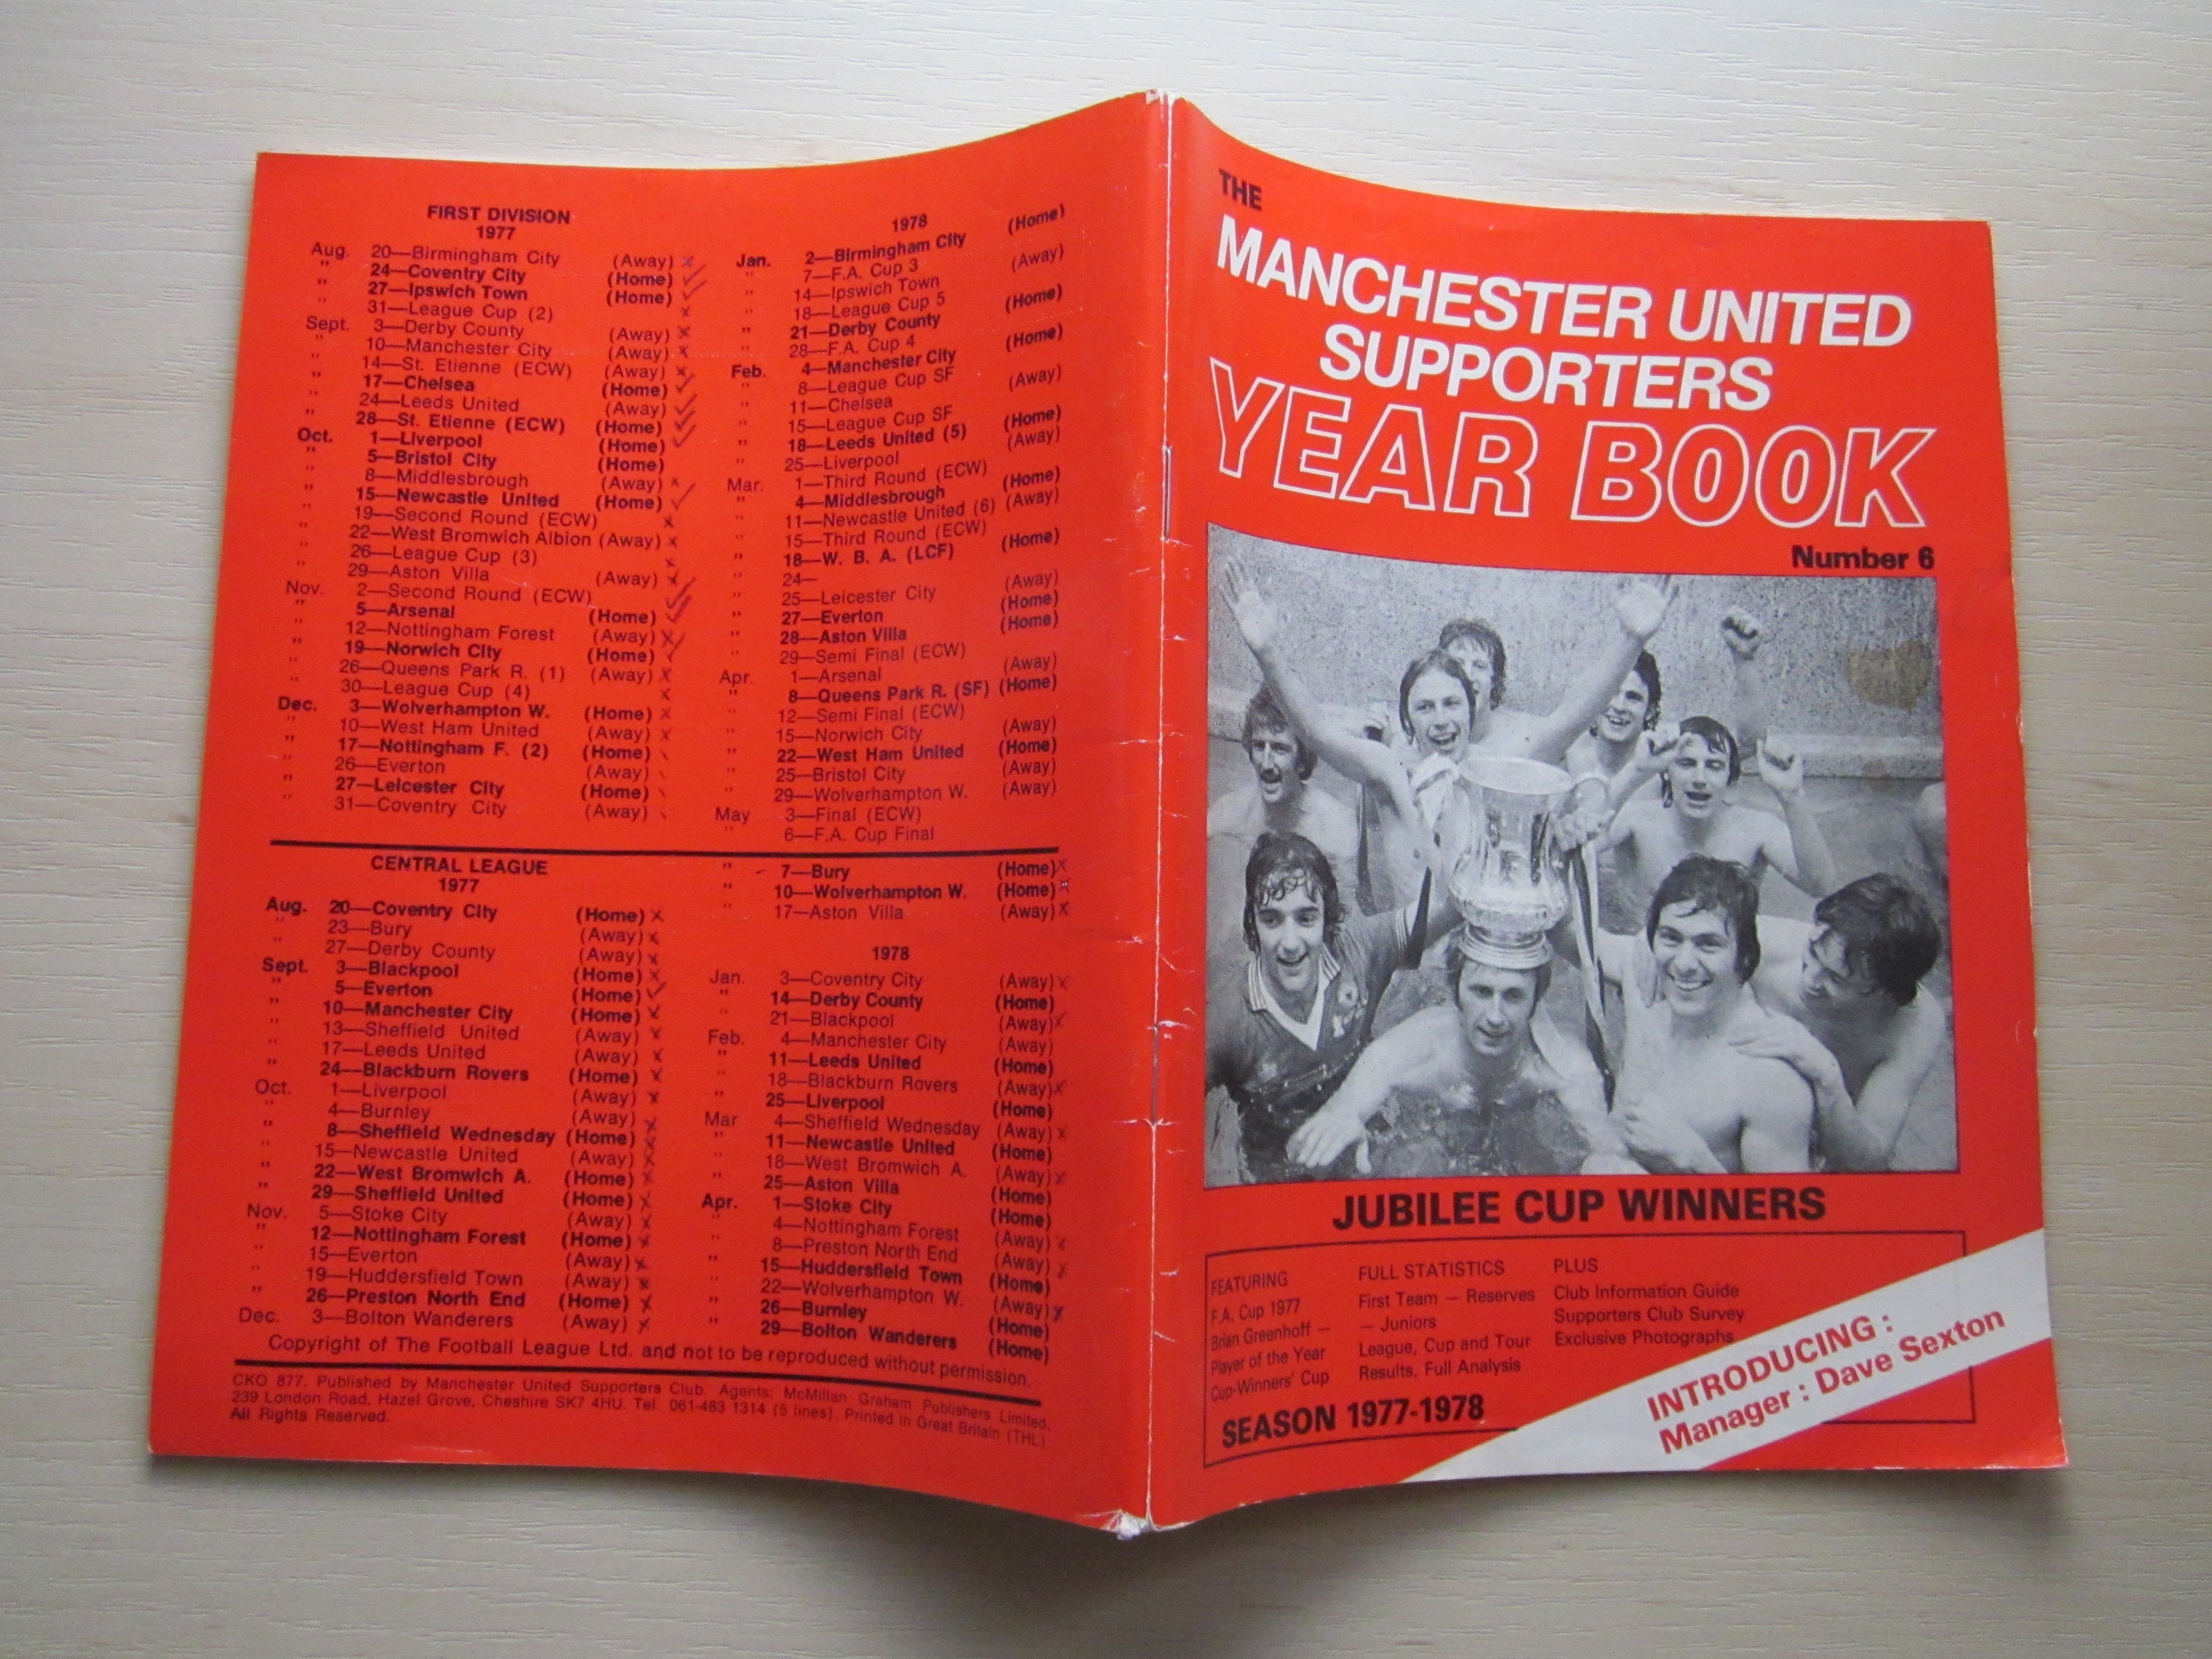 FIRST DIVISION
1977
Aug. 20—Birmingham City (Away)
" 24—Coventry City (Home)
" 27—Ipswich Town (Home)
" 31—League Cup (2)
Sept. 3—Derby County (Away)
" 10—Manchester City (Away)
" 14—St. Etienne (ECW) (Away)
" 17—Chelsea (Home)
" 24—Leeds United (Away)
" 28—St. Etienne (ECW) (Home)
Oct. 1—Liverpool (Home)
" 5—Bristol City (Home)
" 8—Middlesbrough (Away)
" 15—Newcastle United (Home)
" 19—Second Round (ECW)
" 22—West Bromwich Albion (Away)
" 26—League Cup (3)
" 29—Aston Villa (Away)
Nov. 2—Second Round (ECW)
" 5—Arsenal (Home)
" 12—Nottingham Forest (Away)
" 19—Norwich City (Home)
" 26—Queens Park R. (1) (Away)
" 30—League Cup (4)
Dec. 3—Wolverhampton W. (Home)
" 10—West Ham United (Away)
" 17—Nottingham F. (2) (Home)
" 26—Everton (Away)
" 27—Leicester City (Home)
" 31—Coventry City (Away)
1978
Jan. 2—Birmingham City (Home)
" 7—F.A. Cup 3
" 14—Ipswich Town (Away)
" 18—League Cup 5
" 21—Derby County (Home)
" 28—F.A. Cup 4
Feb. 4—Manchester City (Home)
" 8—League Cup SF
" 11—Chelsea (Away)
" 15—League Cup SF
" 18—Leeds United (5) (Home)
" 25—Liverpool (Away)
Mar. 1—Third Round (ECW)
" 4—Middlesbrough (Home)
" 11—Newcastle United (6) (Away)
" 15—Third Round (ECW)
" 18—W. B. A. (LCF) (Home)
" 24—
" 25—Leicester City (Away)
" 27—Everton (Home)
" 28—Aston Villa (Home)
" 29—Semi Final (ECW)
Apr. 1—Arsenal (Away)
" 8—Queens Park R. (SF) (Home)
" 12—Semi Final (ECW)
" 15—Norwich City (Away)
" 22—West Ham United (Home)
" 25—Bristol City (Away)
" 29—Wolverhampton W. (Away)
May 3—Final (ECW)
" 6—F.A. Cup Final
CENTRAL LEAGUE
1977
Aug. 20—Coventry City (Home)
" 23—Bury (Away)
" 27—Derby County (Away)
Sept. 3—Blackpool (Home)
" 5—Everton (Home)
" 10—Manchester City (Home)
" 13—Sheffield United (Away)
" 17—Leeds United (Away)
" 24—Blackburn Rovers (Home)
Oct. 1—Liverpool (Away)
" 4—Burnley (Away)
" 8—Sheffield Wednesday (Home)
" 15—Newcastle United (Away)
" 22—West Bromwich A. (Home)
" 29—Sheffield United (Home)
Nov. 5—Stoke City (Away)
" 12—Nottingham Forest (Home)
" 15—Everton (Away)
" 19—Huddersfield Town (Away)
" 26—Preston North End (Home)
Dec. 3—Bolton Wanderers (Away)
" 7—Bury (Home)
" 10—Wolverhampton W. (Home)
" 17—Aston Villa (Away)
1978
Jan. 3—Coventry City (Away)
" 14—Derby County (Home)
" 21—Blackpool (Away)
Feb. 4—Manchester City (Away)
" 11—Leeds United (Home)
" 18—Blackburn Rovers (Away)
" 25—Liverpool (Home)
Mar 4—Sheffield Wednesday (Away)
" 11—Newcastle United (Home)
" 18—West Bromwich A. (Away)
" 25—Aston Villa (Home)
Apr. 1—Stoke City (Home)
" 4—Nottingham Forest (Away)
" 8—Preston North End (Away)
" 15—Huddersfield Town (Home)
" 22—Wolverhampton W. (Away)
" 26—Burnley (Home)
" 29—Bolton Wanderers (Home)
Copyright of The Football League Ltd. and not to be reproduced without permission.
CKO 877. Published by Manchester United Supporters Club. Agents: McMillan Graham Publishers Limited,
239 London Road, Hazel Grove, Cheshire SK7 4HU. Tel. 061-483 1314 (5 lines). Printed in Great Britain (THL)
All Rights Reserved.
THE
MANCHESTER UNITED
SUPPORTERS
YEAR BOOK
Number 6
JUBILEE CUP WINNERS
FEATURING
F.A. Cup 1977
Brian Greenhoff —
Player of the Year
Cup-Winners' Cup
FULL STATISTICS
First Team — Reserves
— Juniors
League, Cup and Tour
Results, Full Analysis
PLUS
Club Information Guide
Supporters Club Survey
Exclusive Photographs
SEASON 1977-1978
INTRODUCING :
Manager : Dave Sexton